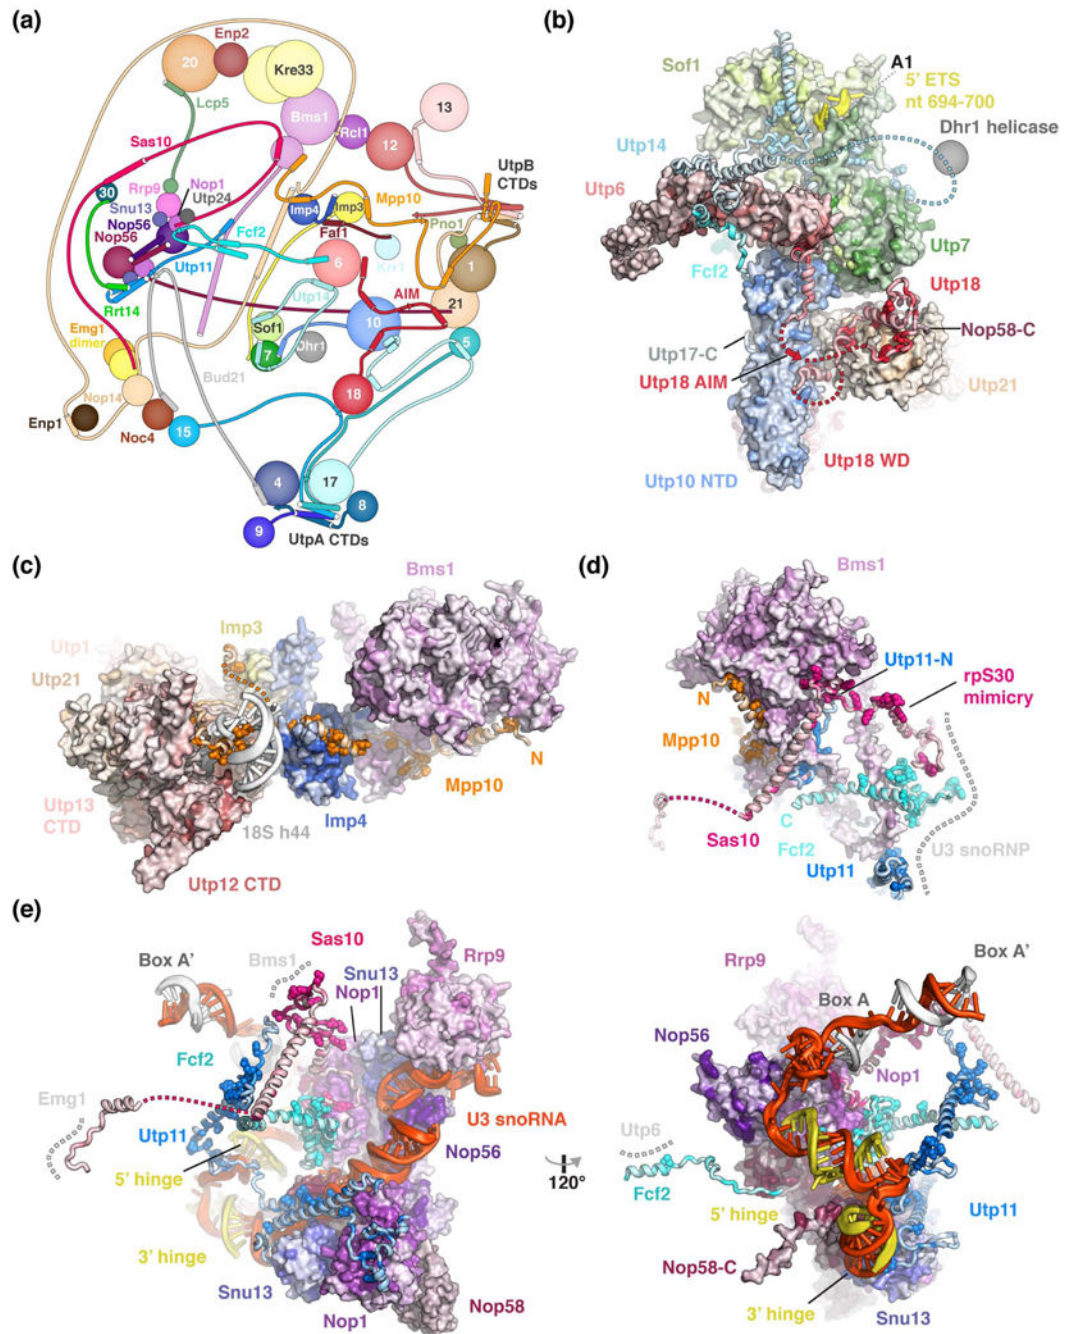 (a)
Enp2
20
Kre33
Lcp5
13
Bms1
Rcl1
12
Sas10
UtpB
CTDs
30
Rrp9
Nop1
Utp24
Snu13
Nop56
Nop56
Mpp10
Imp4
Imp3
Pno1
Faf1
Fcf2
Krr1
6
1
Utp11
Utp14
AIM
21
Rrt14
10
Sof1
5
Emg1
dimer
7
Dhr1
Bud21
18
Nop14
Enp1
Noc4
15
4
17
8
9
UtpA CTDs
(b)
Sof1
A1
5' ETS
nt 694-700
Dhr1 helicase
Utp14
Utp6
Utp7
Fcf2
Utp18
Nop58-C
Utp17-C
Utp18 AIM
Utp21
Utp18 WD
Utp10 NTD
(c)
Bms1
Imp3
Utp1
Utp21
N
Mpp10
Utp13
CTD
18S h44
Imp4
Utp12 CTD
(d)
Bms1
Utp11-N
rpS30
mimicry
N
Mpp10
C
Sas10
Fcf2
U3 snoRNP
Utp11
(e)
Sas10
Rrp9
Box A'
Bms1
Snu13
Nop1
Fcf2
Emg1
U3 snoRNA
Utp11
Nop56
5' hinge
3' hinge
Snu13
Nop58
Nop1
120°
Box A'
Rrp9
Box A
Nop56
Nop1
Utp6
Fcf2
5' hinge
Utp11
Nop58-C
3' hinge
Snu13